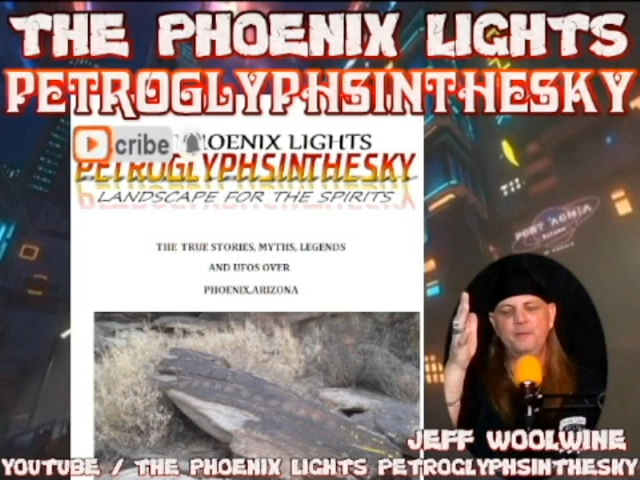 THE PHOENIX LIGHTS
PETROGLYPHSINTHESKY
cribe
HOENIX LIGHTS
PETROGLYPHSINTHESKY
LANDSCAPE FOR THE SPIRITS
THE TRUE STORIES, MYTHS, LEGENDS
AND UFOS OVER
PHOENIX,ARIZONA
JEFF WOOLWINE
YOUTUBE / THE PHOENIX LIGHTS PETROGLYPHSINTHESKY